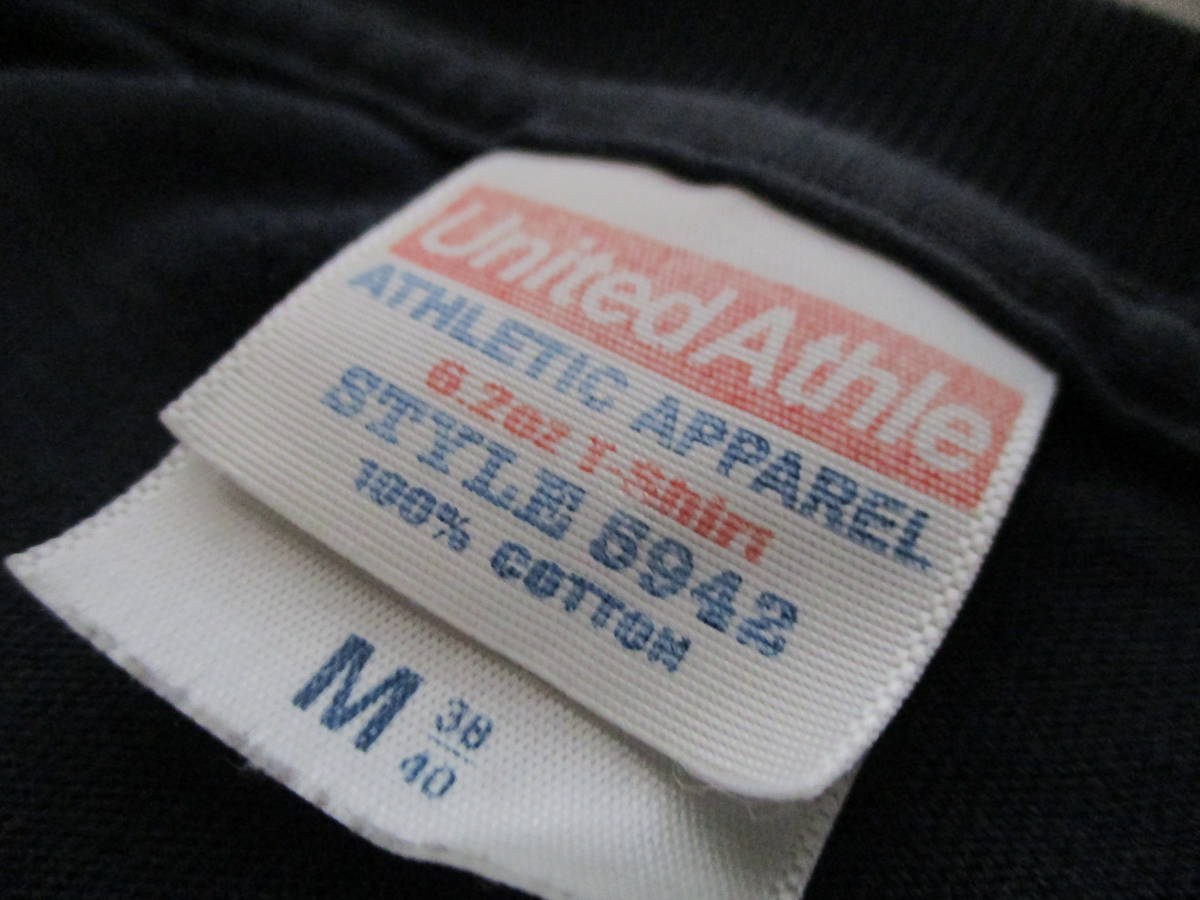 UnitedAthle
ATHLETIC APPAREL
6.2oz T-Shirt
STYLE 5942
100% COTTON
M 38
40